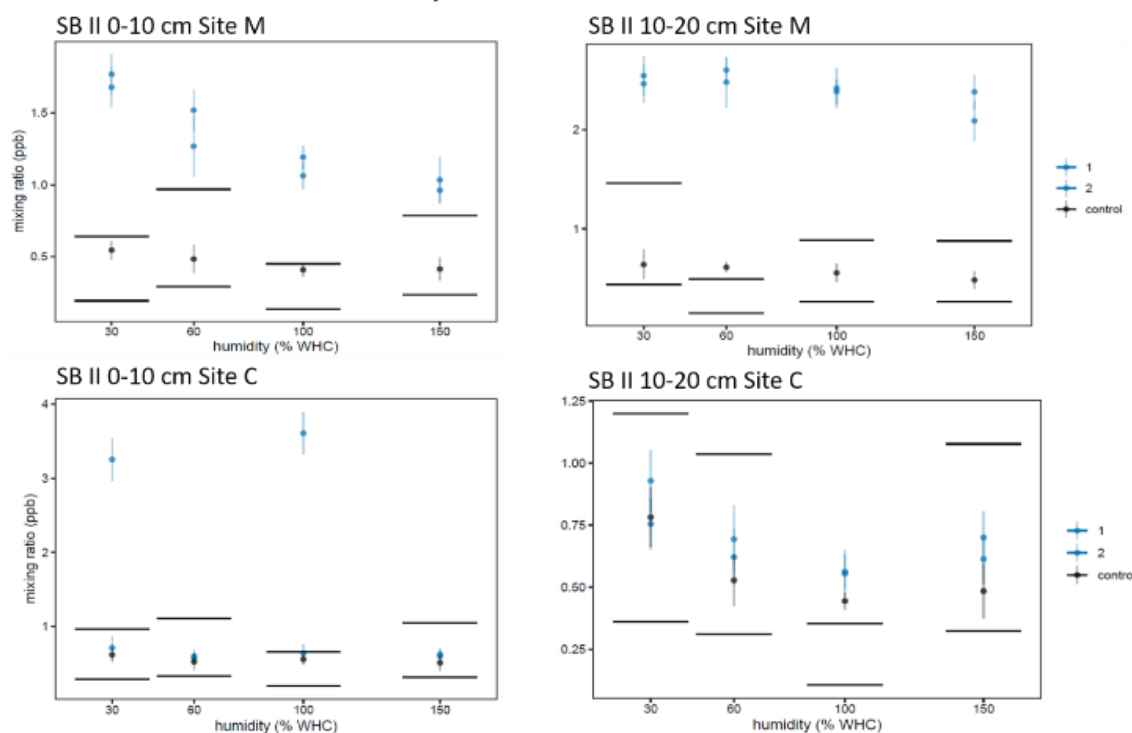 SB II 0-10 cm Site M
1.5
1.0
0.5
mixing ratio (ppb)
30 60 100 150
humidity (% WHC)
SB II 10-20 cm Site M
2
1
30 60 100 150
humidity (% WHC)
1
2
control
SB II 0-10 cm Site C
4
3
2
1
mixing ratio (ppb)
30 60 100 150
humidity (% WHC)
SB II 10-20 cm Site C
1.25
1.00
0.75
0.50
0.25
30 60 100 150
humidity (% WHC)
1
2
control